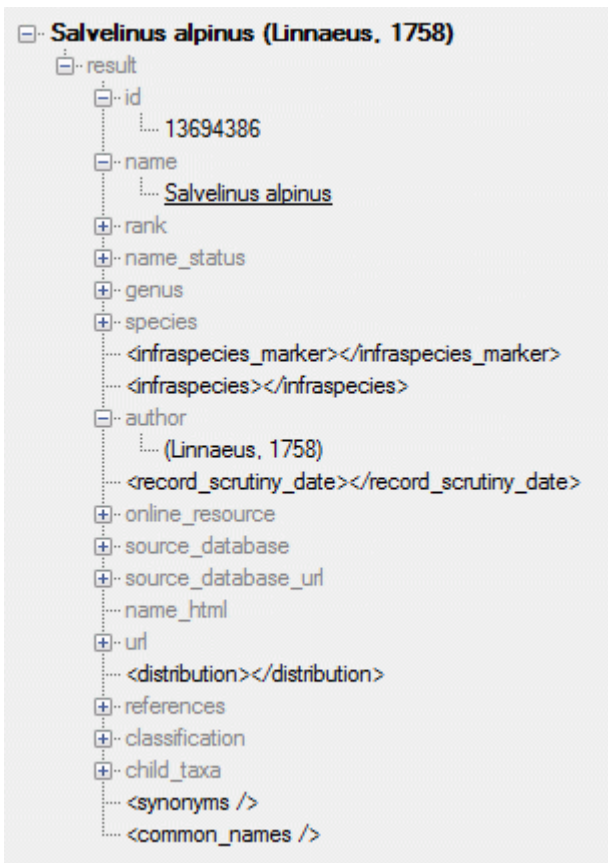 Salvelinus alpinus (Linnaeus, 1758)
result
id
13694386
name
Salvelinus alpinus
rank
name_status
genus
species
<infraspecies_marker></infraspecies_marker>
<infraspecies></infraspecies>
author
(Linnaeus, 1758)
<record_scrutiny_date></record_scrutiny_date>
online_resource
source_database
source_database_url
name_html
url
<distribution></distribution>
references
classification
child_taxa
<synonyms />
<common_names />